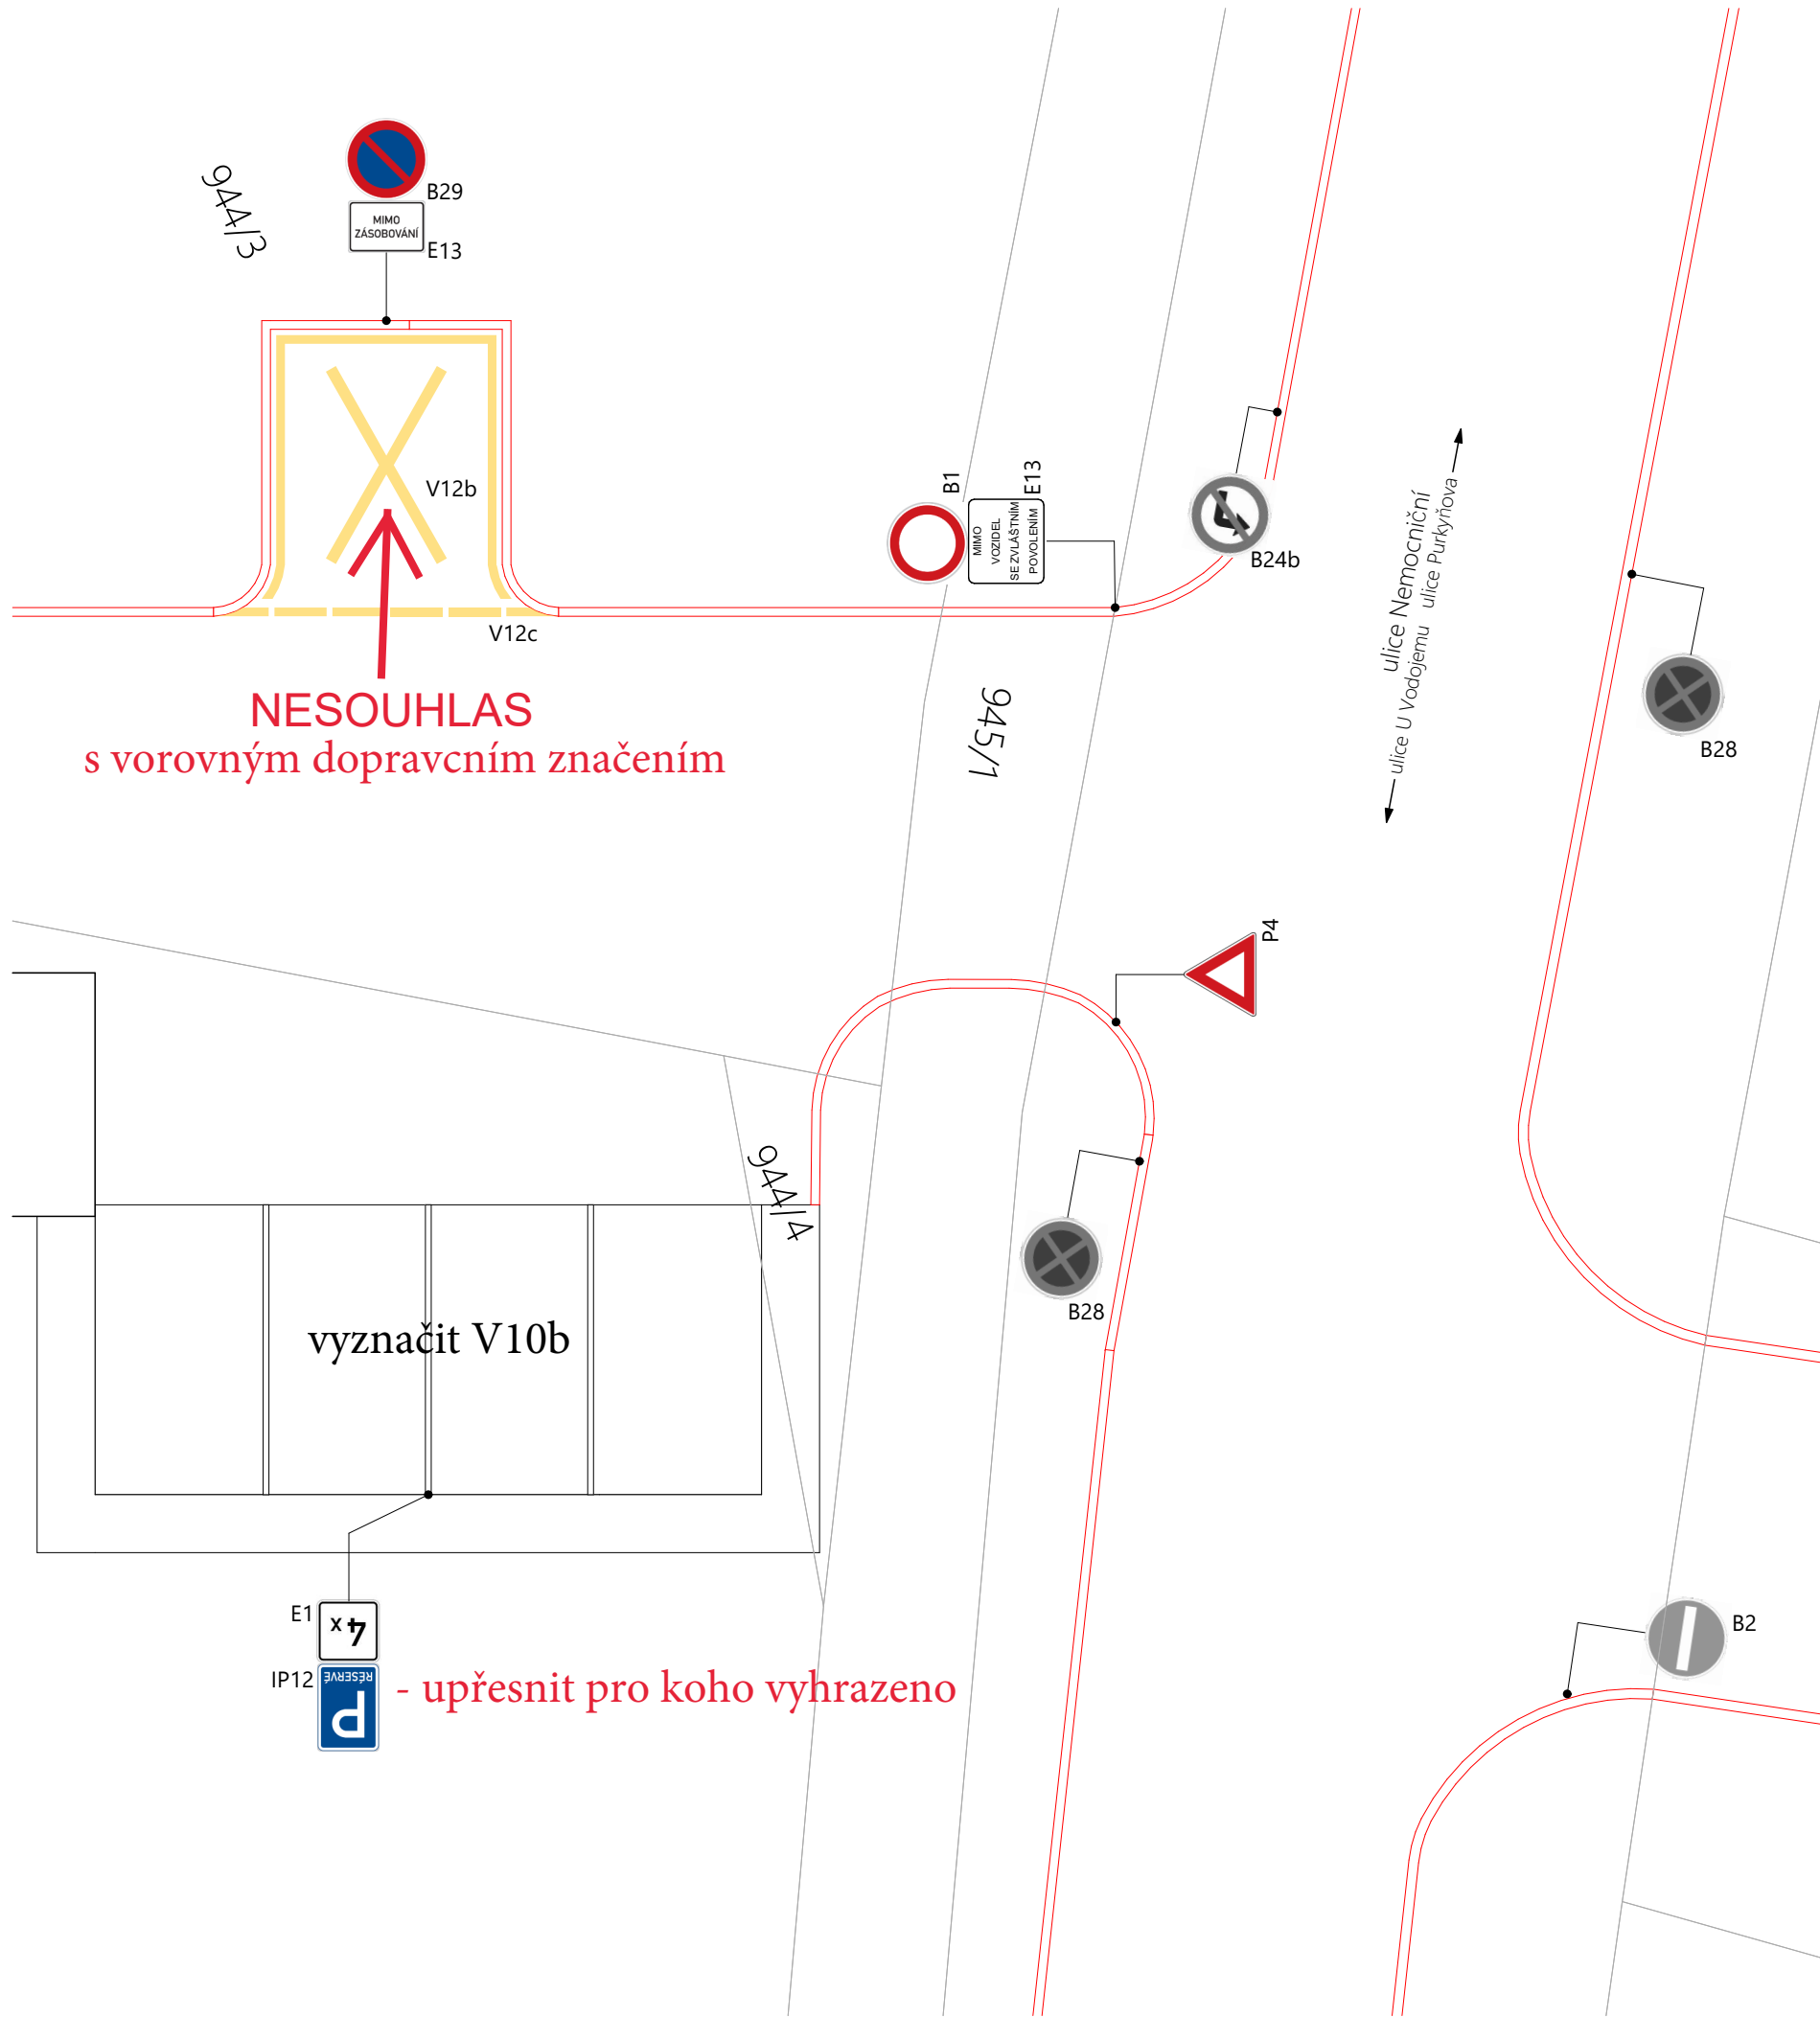 944/3
B29
MIMO
ZÁSOBOVÁNÍ
E13
V12b
V12c
NESOUHLAS
s vorovným dopravcním značením
B1
E13
MIMO
VOZIDEL
SE ZVLÁŠTNÍM
POVOLENÍM
B24b
ulice Nemocniční
ulice U Vodojemu ulice Purkyňova
B28
945/1
P4
944/4
B28
vyznačit V10b
E1
4x
IP12
RÉSERVÉ
P
- upřesnit pro koho vyhrazeno
B2